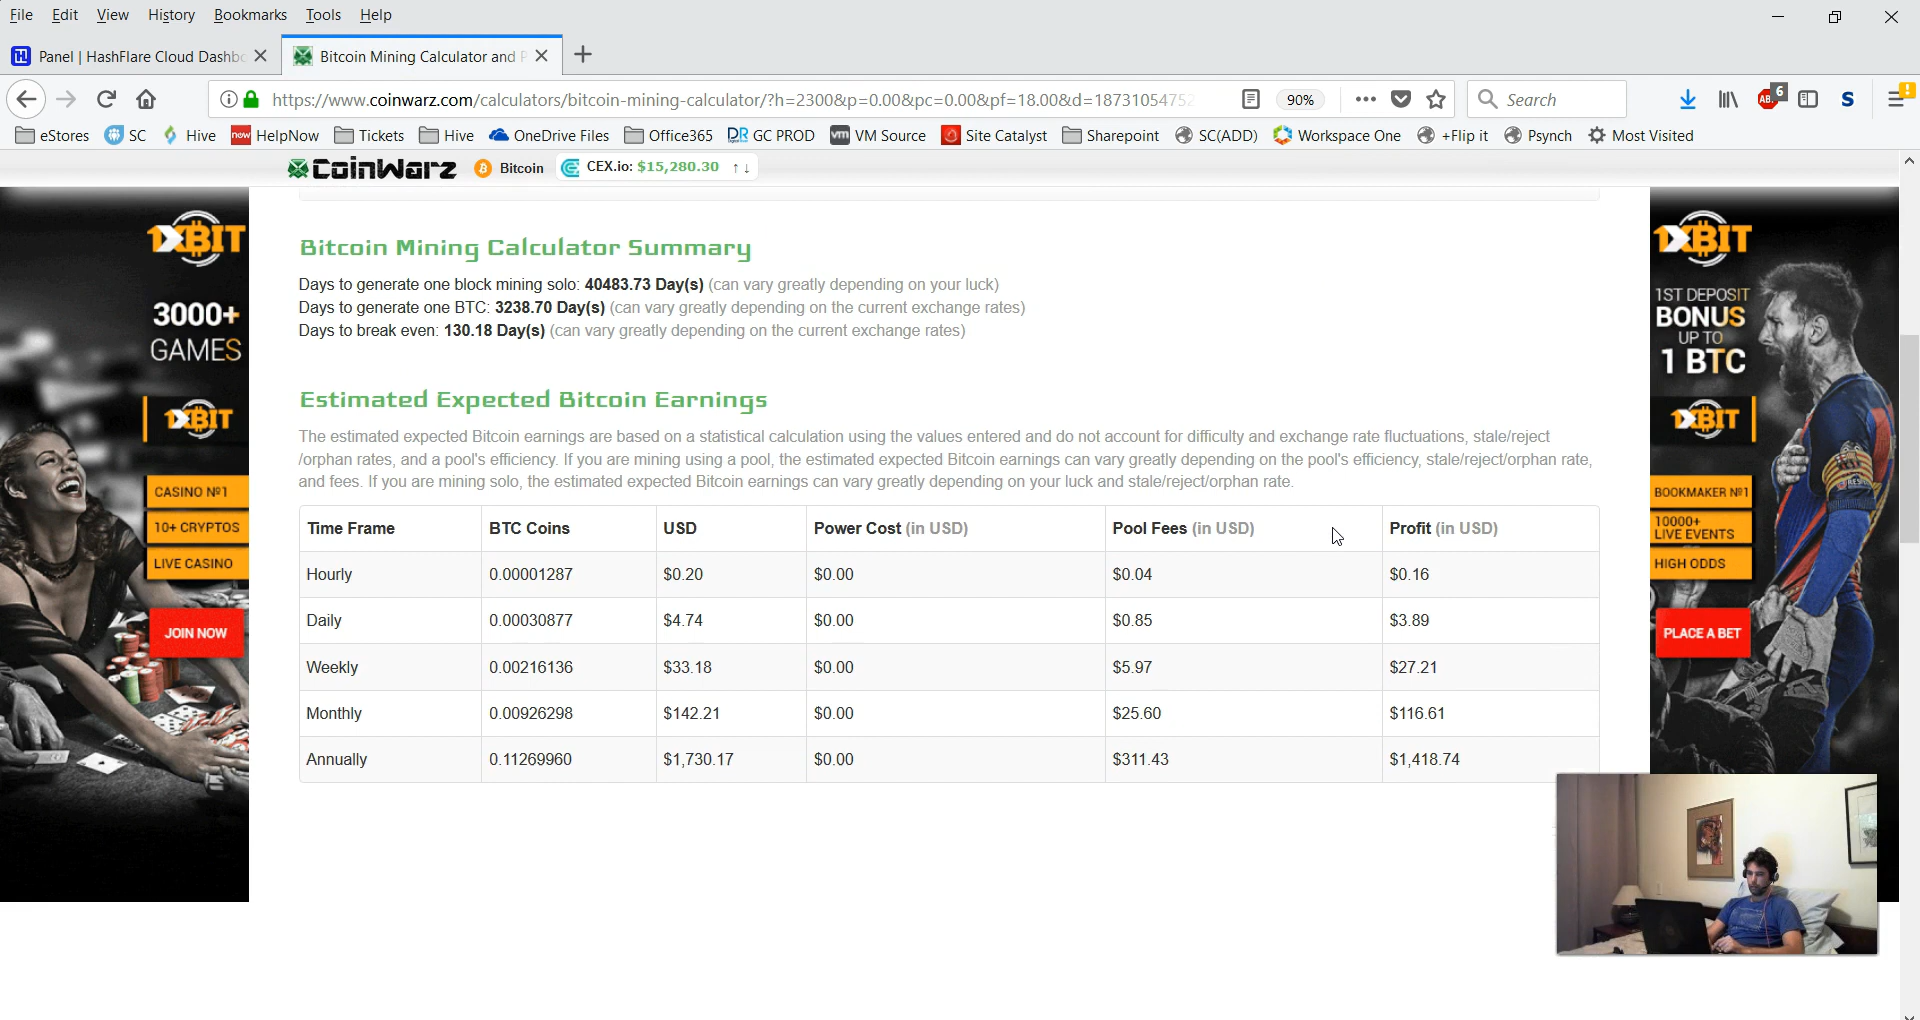 File Edit View History Bookmarks Tools Help
Panel | HashFlare Cloud Dashbo
Bitcoin Mining Calculator and P
https://www.coinwarz.com/calculators/bitcoin-mining-calculator/?h=2300&p=0.00&pc=0.00&pf=18.00&d=1873105475
90%
Search
ABP 6
S
eStores SC Hive HelpNow Tickets Hive OneDrive Files Office365 GC PROD VM Source Site Catalyst Sharepoint SC(ADD) Workspace One +Flip it Psynch Most Visited
CoinWarz Bitcoin CEX.io: $15,280.30 ↑↓
1XBIT
3000+
GAMES
1XBIT
CASINO №1
10+ CRYPTOS
LIVE CASINO
JOIN NOW
Bitcoin Mining Calculator Summary
Days to generate one block mining solo: 40483.73 Day(s) (can vary greatly depending on your luck)
Days to generate one BTC: 3238.70 Day(s) (can vary greatly depending on the current exchange rates)
Days to break even: 130.18 Day(s) (can vary greatly depending on the current exchange rates)
Estimated Expected Bitcoin Earnings
The estimated expected Bitcoin earnings are based on a statistical calculation using the values entered and do not account for difficulty and exchange rate fluctuations, stale/reject
/orphan rates, and a pool's efficiency. If you are mining using a pool, the estimated expected Bitcoin earnings can vary greatly depending on the pool's efficiency, stale/reject/orphan rate,
and fees. If you are mining solo, the estimated expected Bitcoin earnings can vary greatly depending on your luck and stale/reject/orphan rate.
Time Frame BTC Coins USD Power Cost (in USD) Pool Fees (in USD) Profit (in USD)
Hourly 0.00001287 $0.20 $0.00 $0.04 $0.16
Daily 0.00030877 $4.74 $0.00 $0.85 $3.89
Weekly 0.00216136 $33.18 $0.00 $5.97 $27.21
Monthly 0.00926298 $142.21 $0.00 $25.60 $116.61
Annually 0.11269960 $1,730.17 $0.00 $311.43 $1,418.74
1XBIT
1ST DEPOSIT
BONUS
UP TO
1 BTC
1XBIT
BOOKMAKER №1
10000+
LIVE EVENTS
HIGH ODDS
PLACE A BET